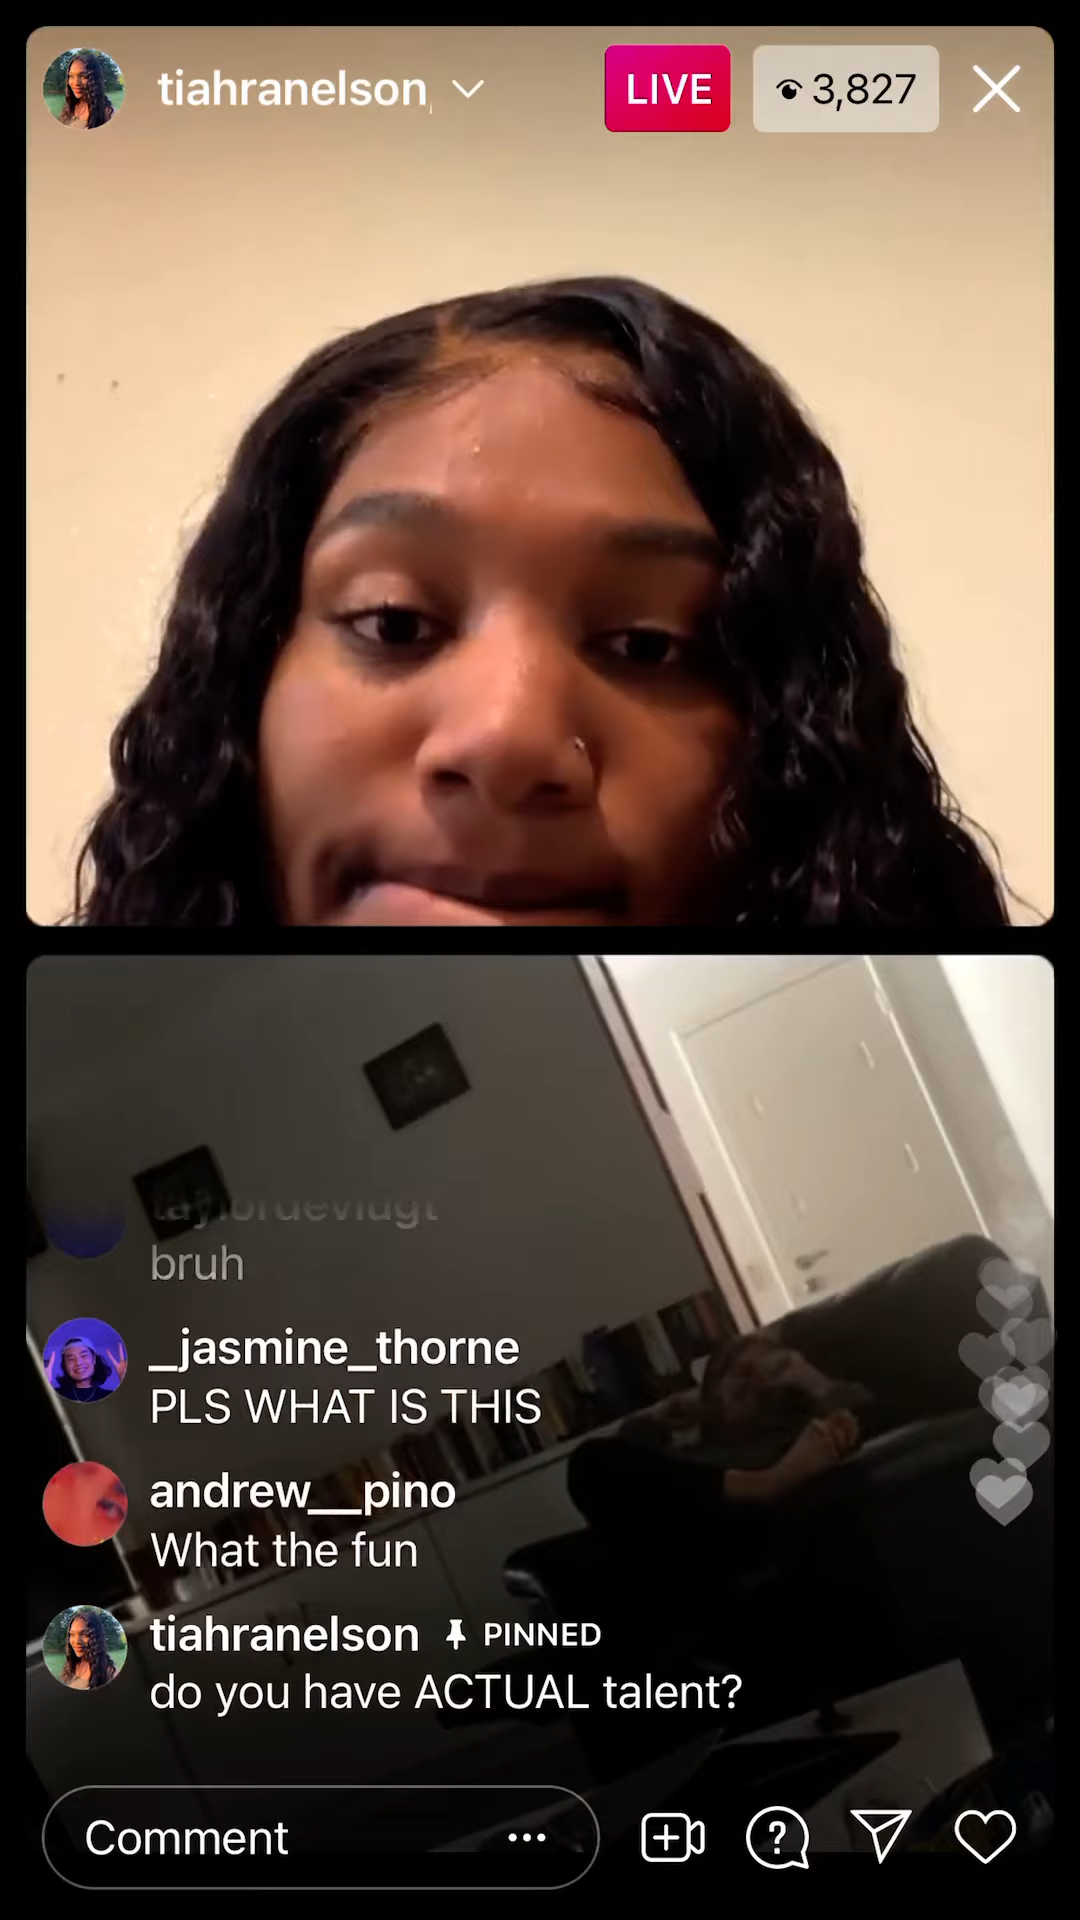 tiahranelson
LIVE
3,827
taylordevlugt
bruh
_jasmine_thorne
PLS WHAT IS THIS
andrew__pino
What the fun
tiahranelson PINNED
do you have ACTUAL talent?
Comment